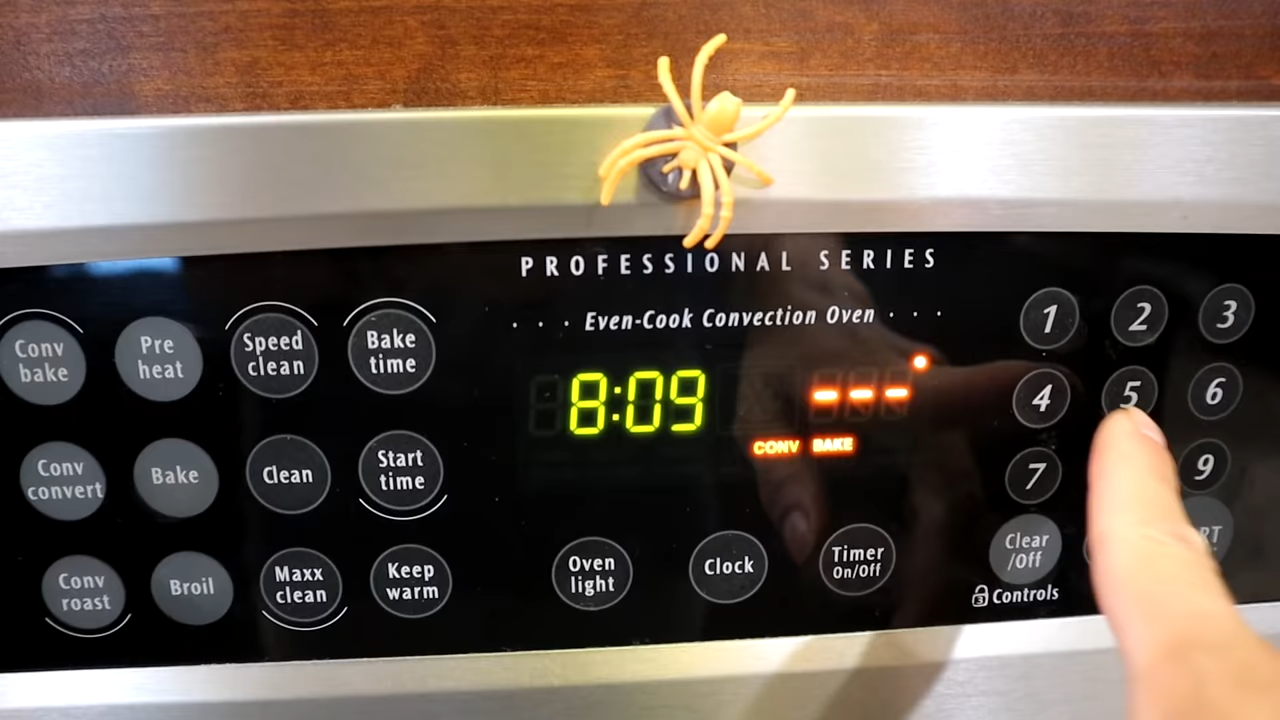 PROFESSIONAL SERIES
· · · Even-Cook Convection Oven · · ·
Conv
bake
Pre
heat
Speed
clean
Bake
time
8:09
---
CONV BAKE
1 2 3
4 5 6
7 9
Conv
convert
Bake
Clean
Start
time
Conv
roast
Broil
Maxx
clean
Keep
warm
Oven
light
Clock
Timer
On/Off
Clear
/Off
3 Controls